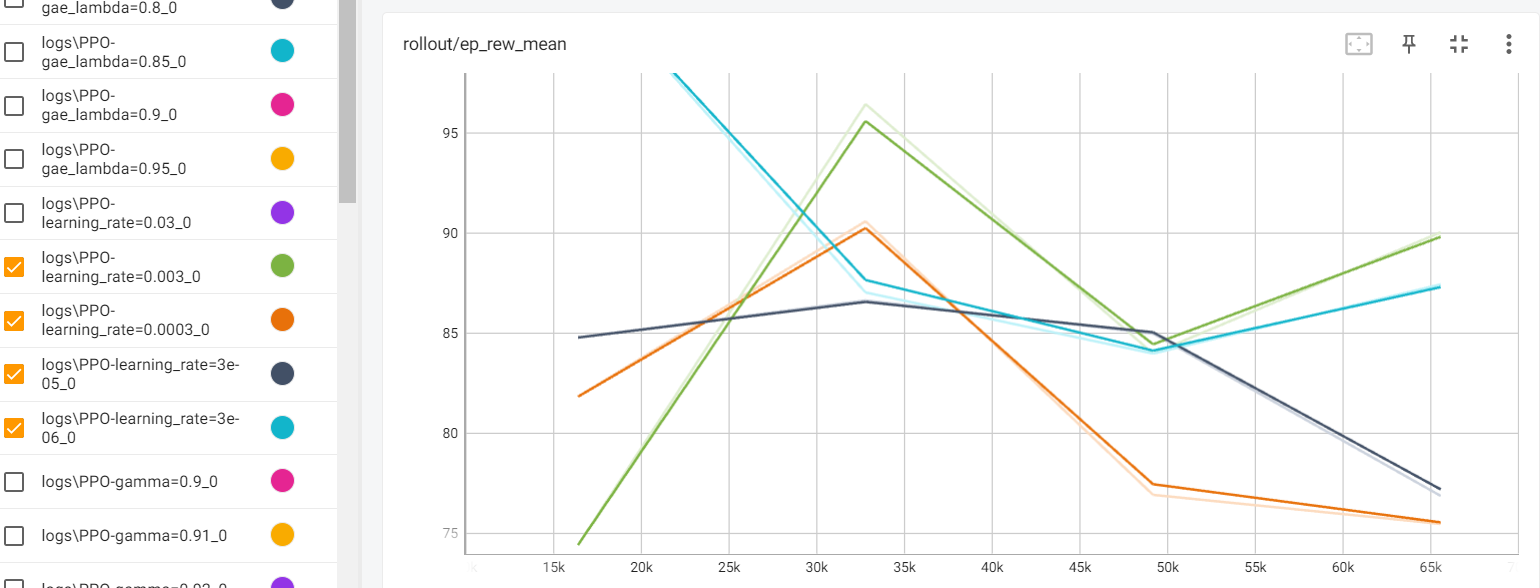 gae_lambda=0.8_0
logs\PPO-
gae_lambda=0.85_0
logs\PPO-
gae_lambda=0.9_0
logs\PPO-
gae_lambda=0.95_0
logs\PPO-
learning_rate=0.03_0
logs\PPO-
learning_rate=0.003_0
logs\PPO-
learning_rate=0.0003_0
logs\PPO-learning_rate=3e-
05_0
logs\PPO-learning_rate=3e-
06_0
logs\PPO-gamma=0.9_0
logs\PPO-gamma=0.91_0
rollout/ep_rew_mean
95
90
85
80
75
15k 20k 25k 30k 35k 40k 45k 50k 55k 60k 65k